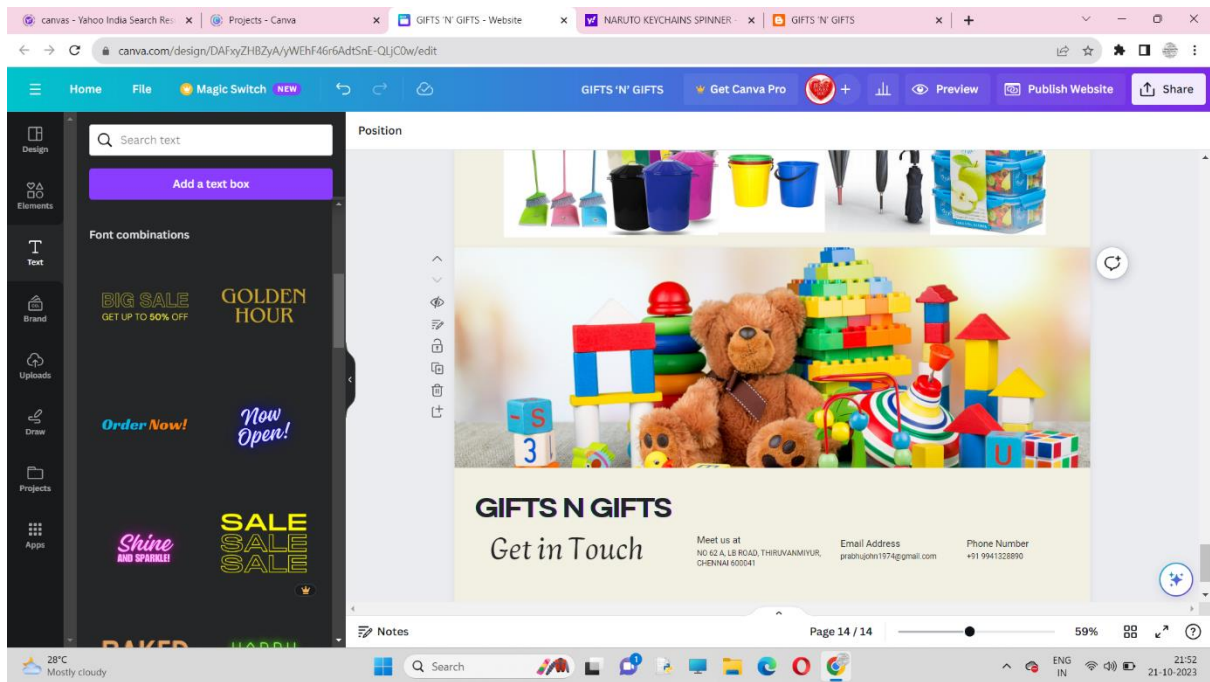 canvas - Yahoo India Search Res
Projects - Canva
GIFTS 'N' GIFTS - Website
NARUTO KEYCHAINS SPINNER -
GIFTS 'N' GIFTS
canva.com/design/DAFxyZHBZyA/yWEhF46r6AdtSnE-QLjC0w/edit
Home File Magic Switch NEW GIFTS 'N' GIFTS Get Canva Pro Preview Publish Website Share
Design
Elements
Text
Brand
Uploads
Draw
Projects
Apps
Search text
Add a text box
Font combinations
BIG SALE
GET UP TO 50% OFF
GOLDEN
HOUR
Order Now!
Now
Open!
Shine
AND SPARKLE!
SALE
SALE
SALE
BAKED
HAPPY
Position
S
3
U
GIFTS N GIFTS
Get in Touch
Meet us at
NO 62 A, LB ROAD, THIRUVANMIYUR,
CHENNAI 600041
Email Address
prabhujohn1974@gmail.com
Phone Number
+91 9941328890
Notes
Page 14 / 14
59%
28°C
Mostly cloudy
Search
ENG
IN
21:52
21-10-2023